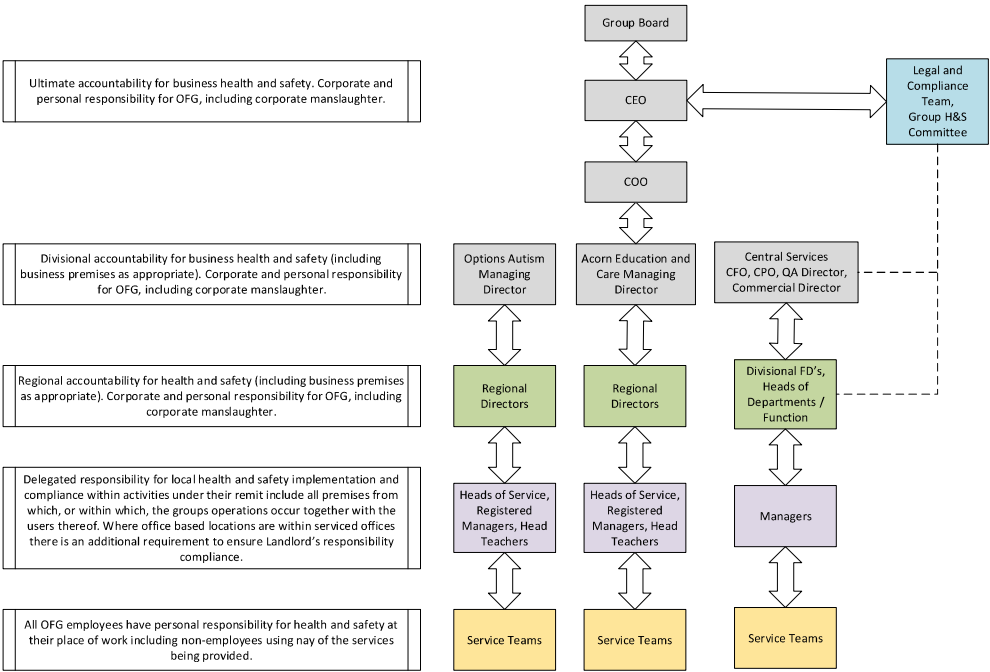 Group Board
Ultimate accountability for business health and safety. Corporate and
personal responsibility for OFG, including corporate manslaughter.
CEO
Legal and
Compliance
Team,
Group H&S
Committee
COO
Divisional accountability for business health and safety (including
business premises as appropriate). Corporate and personal responsibility
for OFG, including corporate manslaughter.
Options Autism
Managing
Director
Acorn Education and
Care Managing
Director
Central Services
CFO, CPO, QA Director,
Commercial Director
Regional accountability for health and safety (including business premises
as appropriate). Corporate and personal responsibility for OFG, including
corporate manslaughter.
Regional
Directors
Regional
Directors
Divisional FD's,
Heads of
Departments /
Function
Delegated responsibility for local health and safety implementation and
compliance within activities under their remit include all premises from
which, or within which, the groups operations occur together with the
users thereof. Where office based locations are within serviced offices
there is an additional requirement to ensure Landlord's responsibility
compliance.
Heads of Service,
Registered
Managers, Head
Teachers
Heads of Service,
Registered
Managers, Head
Teachers
Managers
All OFG employees have personal responsibility for health and safety at
their place of work including non-employees using nay of the services
being provided.
Service Teams
Service Teams
Service Teams